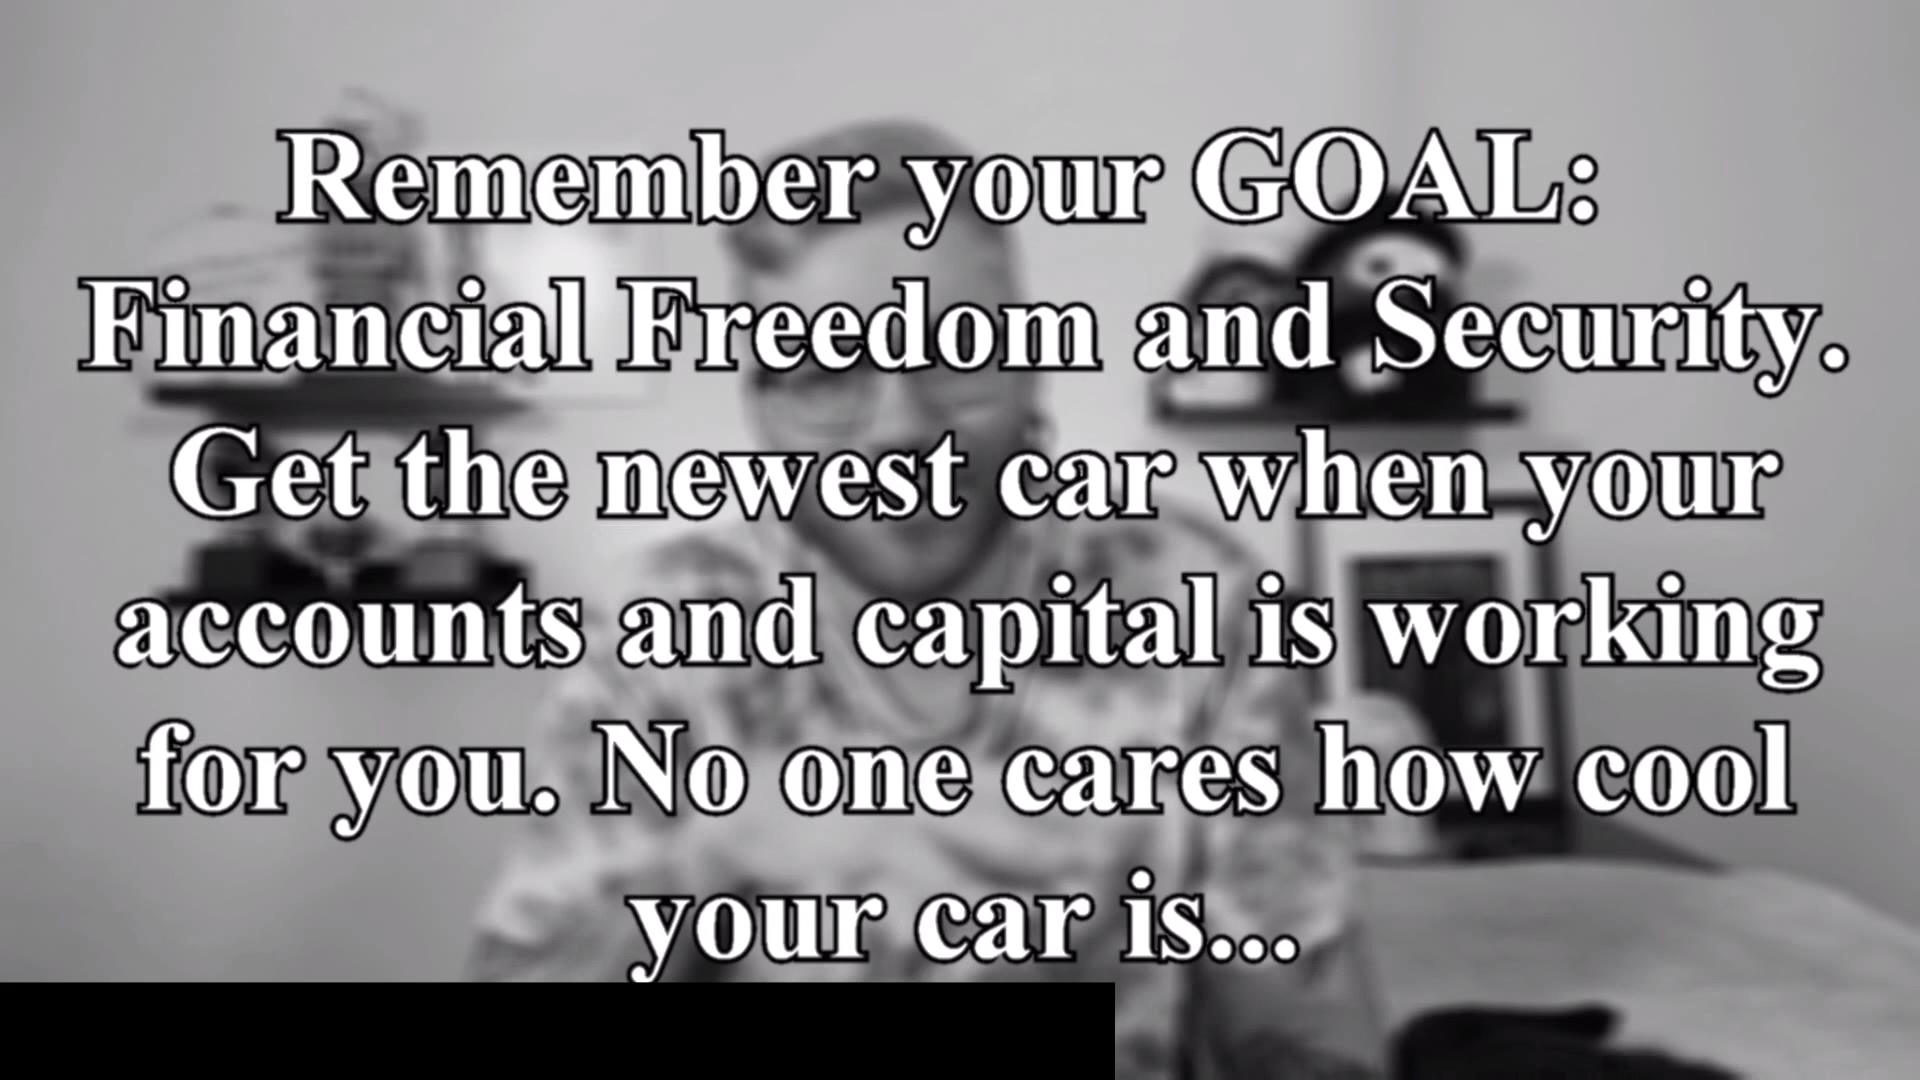 Remember your GOAL:
Financial Freedom and Security.
Get the newest car when your
accounts and capital is working
for you. No one cares how cool
your car is...